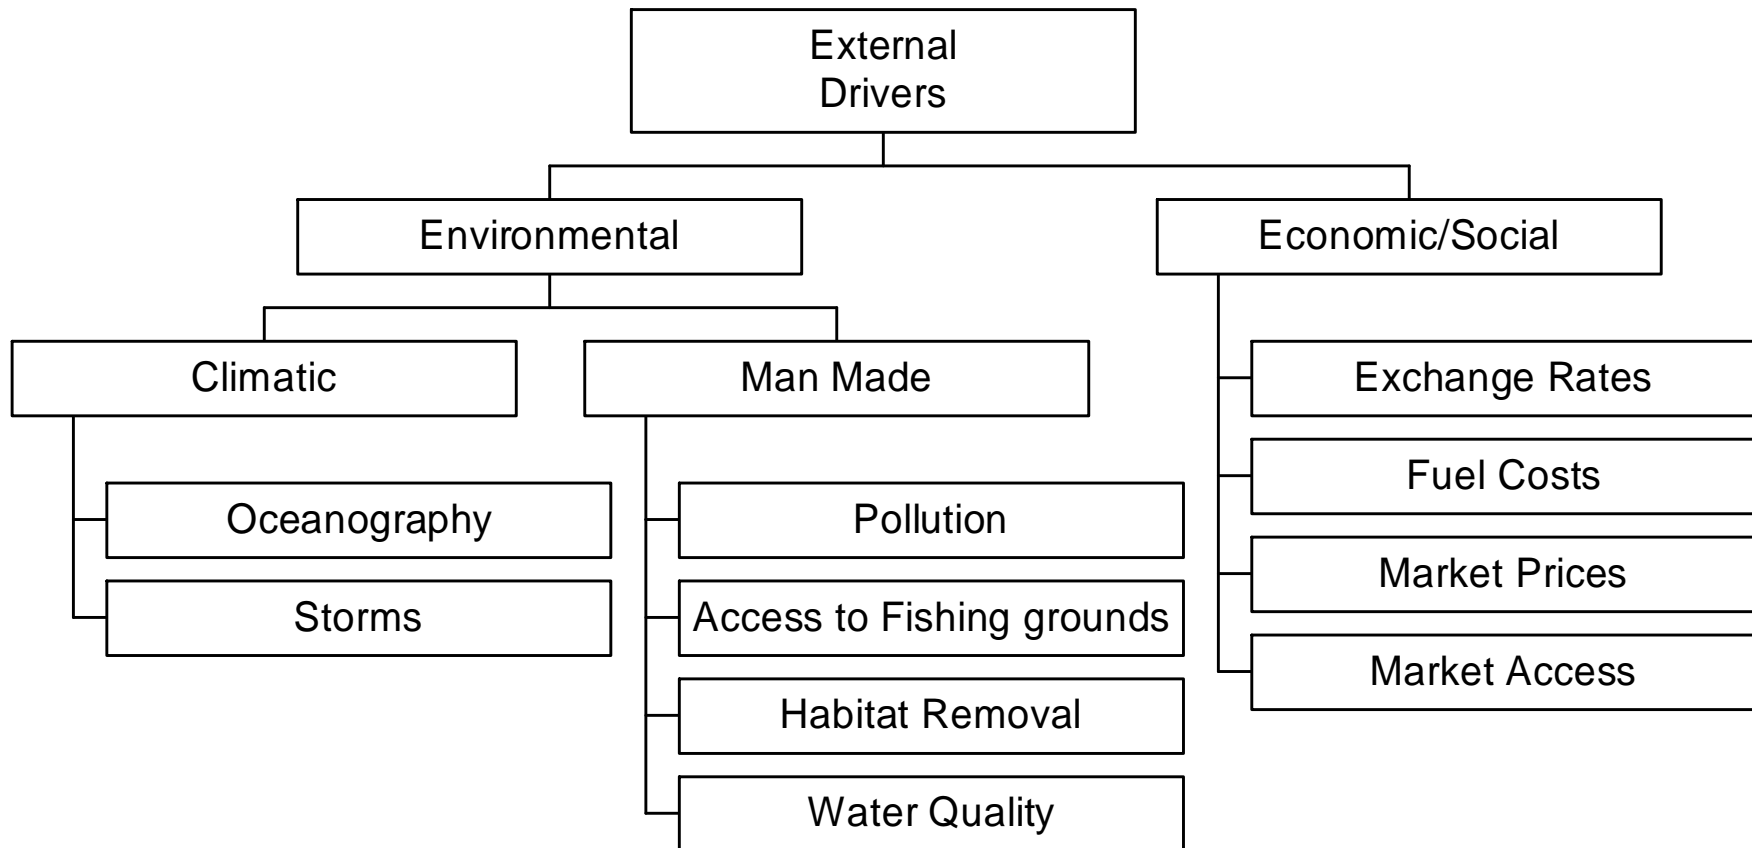 External
Drivers
Environmental
Economic/Social
Climatic
Man Made
Exchange Rates
Fuel Costs
Oceanography
Pollution
Market Prices
Storms
Access to Fishing grounds
Market Access
Habitat Removal
Water Quality